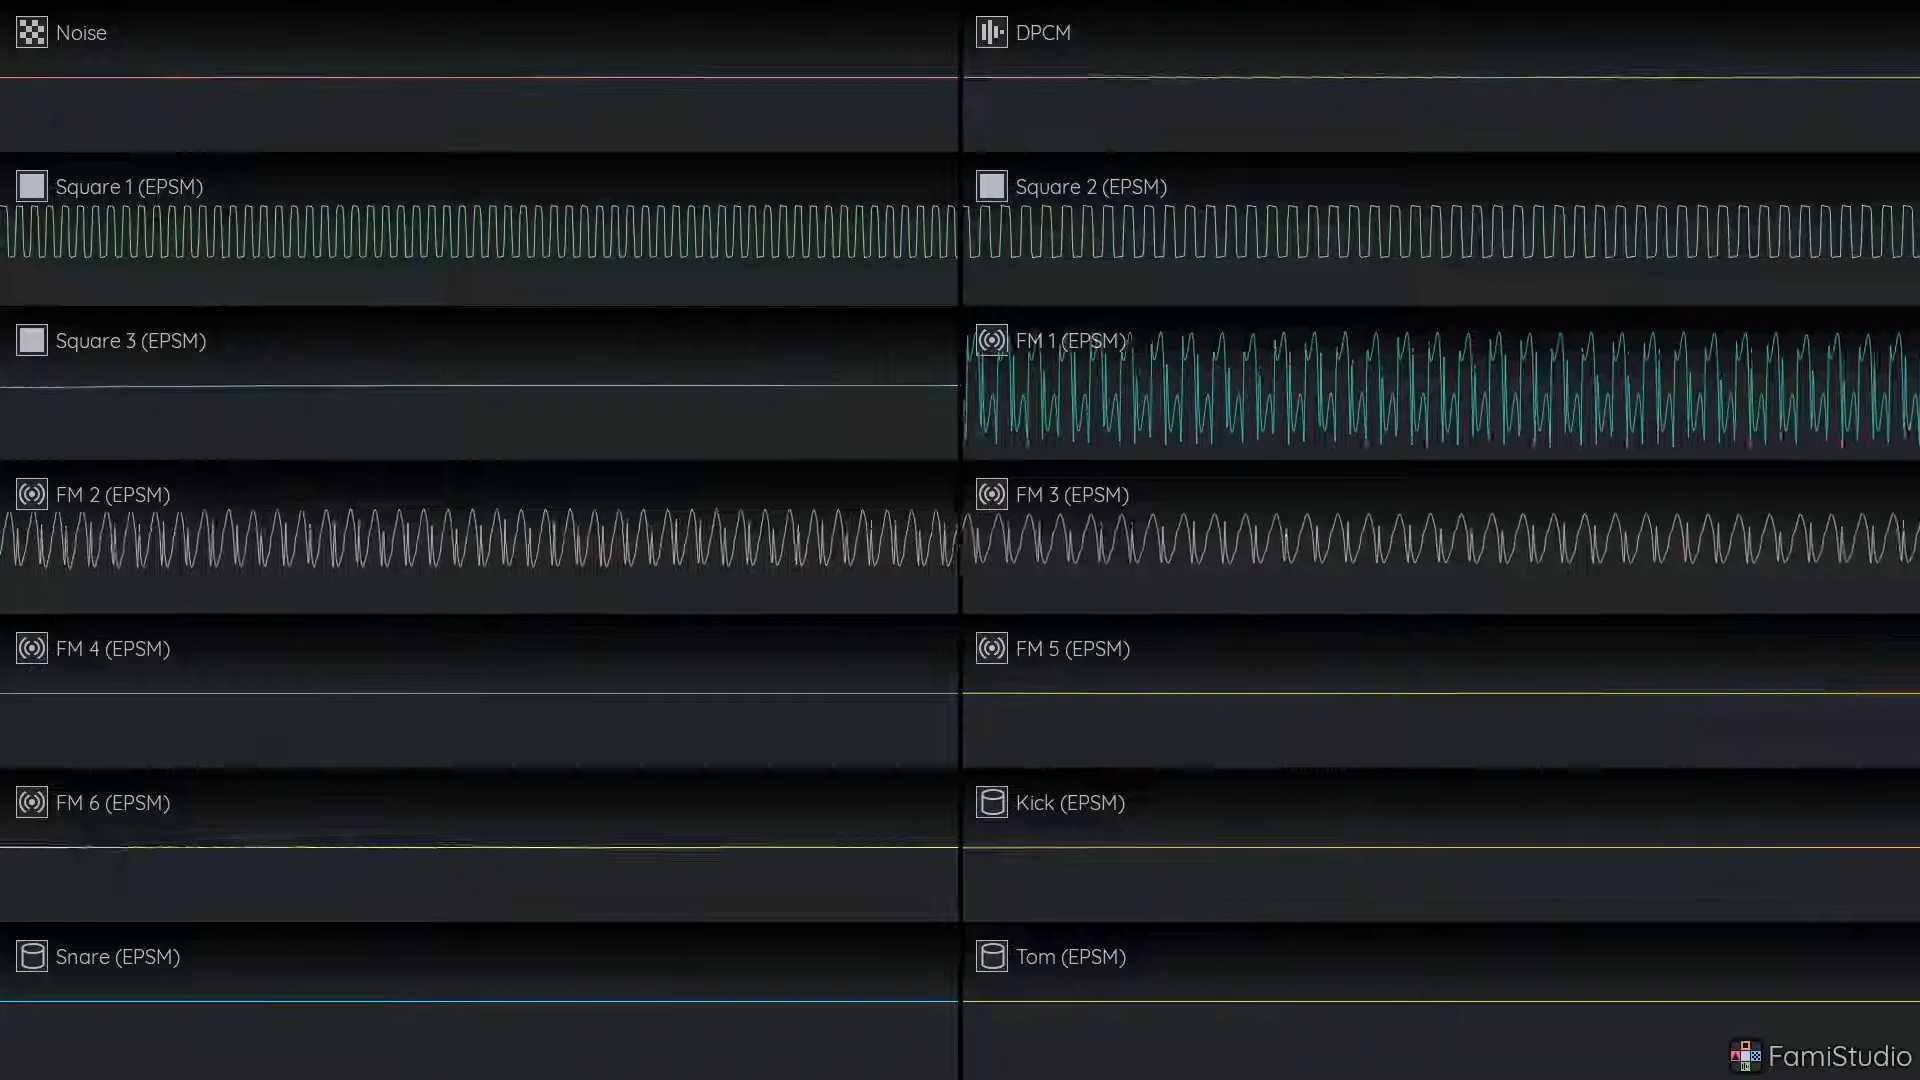 Noise
DPCM
Square 1 (EPSM)
Square 2 (EPSM)
Square 3 (EPSM)
FM 1 (EPSM)
FM 2 (EPSM)
FM 3 (EPSM)
FM 4 (EPSM)
FM 5 (EPSM)
FM 6 (EPSM)
Kick (EPSM)
Snare (EPSM)
Tom (EPSM)
FamiStudio